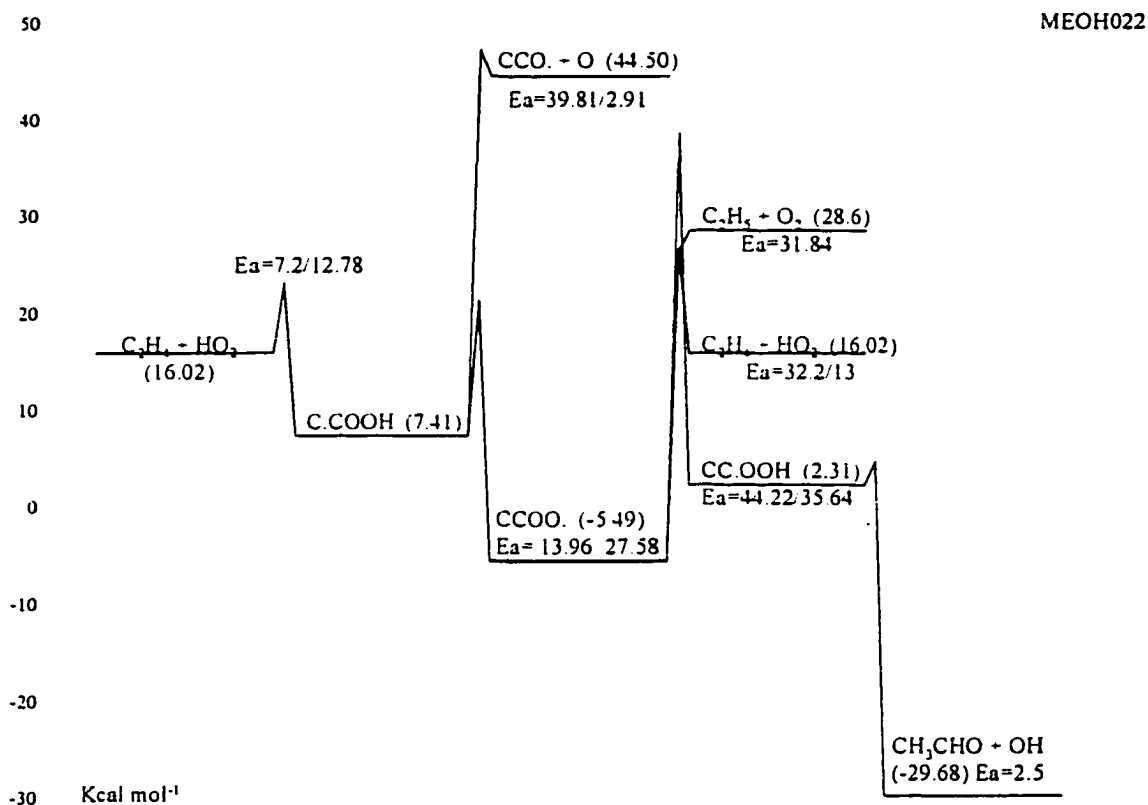 50
MEOH022
CCO. + O (44.50)
Ea=39.81/2.91
40
30
C₂H₅ + O₂ (28.6)
Ea=31.84
Ea=7.2/12.78
20
C₂H₄ + HO₂
(16.02)
C₂H₄ + HO₂ (16.02)
Ea=32.2/13
10
C.COOH (7.41)
CC.OOH (2.31)
Ea=44.22/35.64
0
CCOO. (-5.49)
Ea= 13.96 27.58
-10
-20
CH₃CHO + OH
(-29.68) Ea=2.5
-30
Kcal mol⁻¹